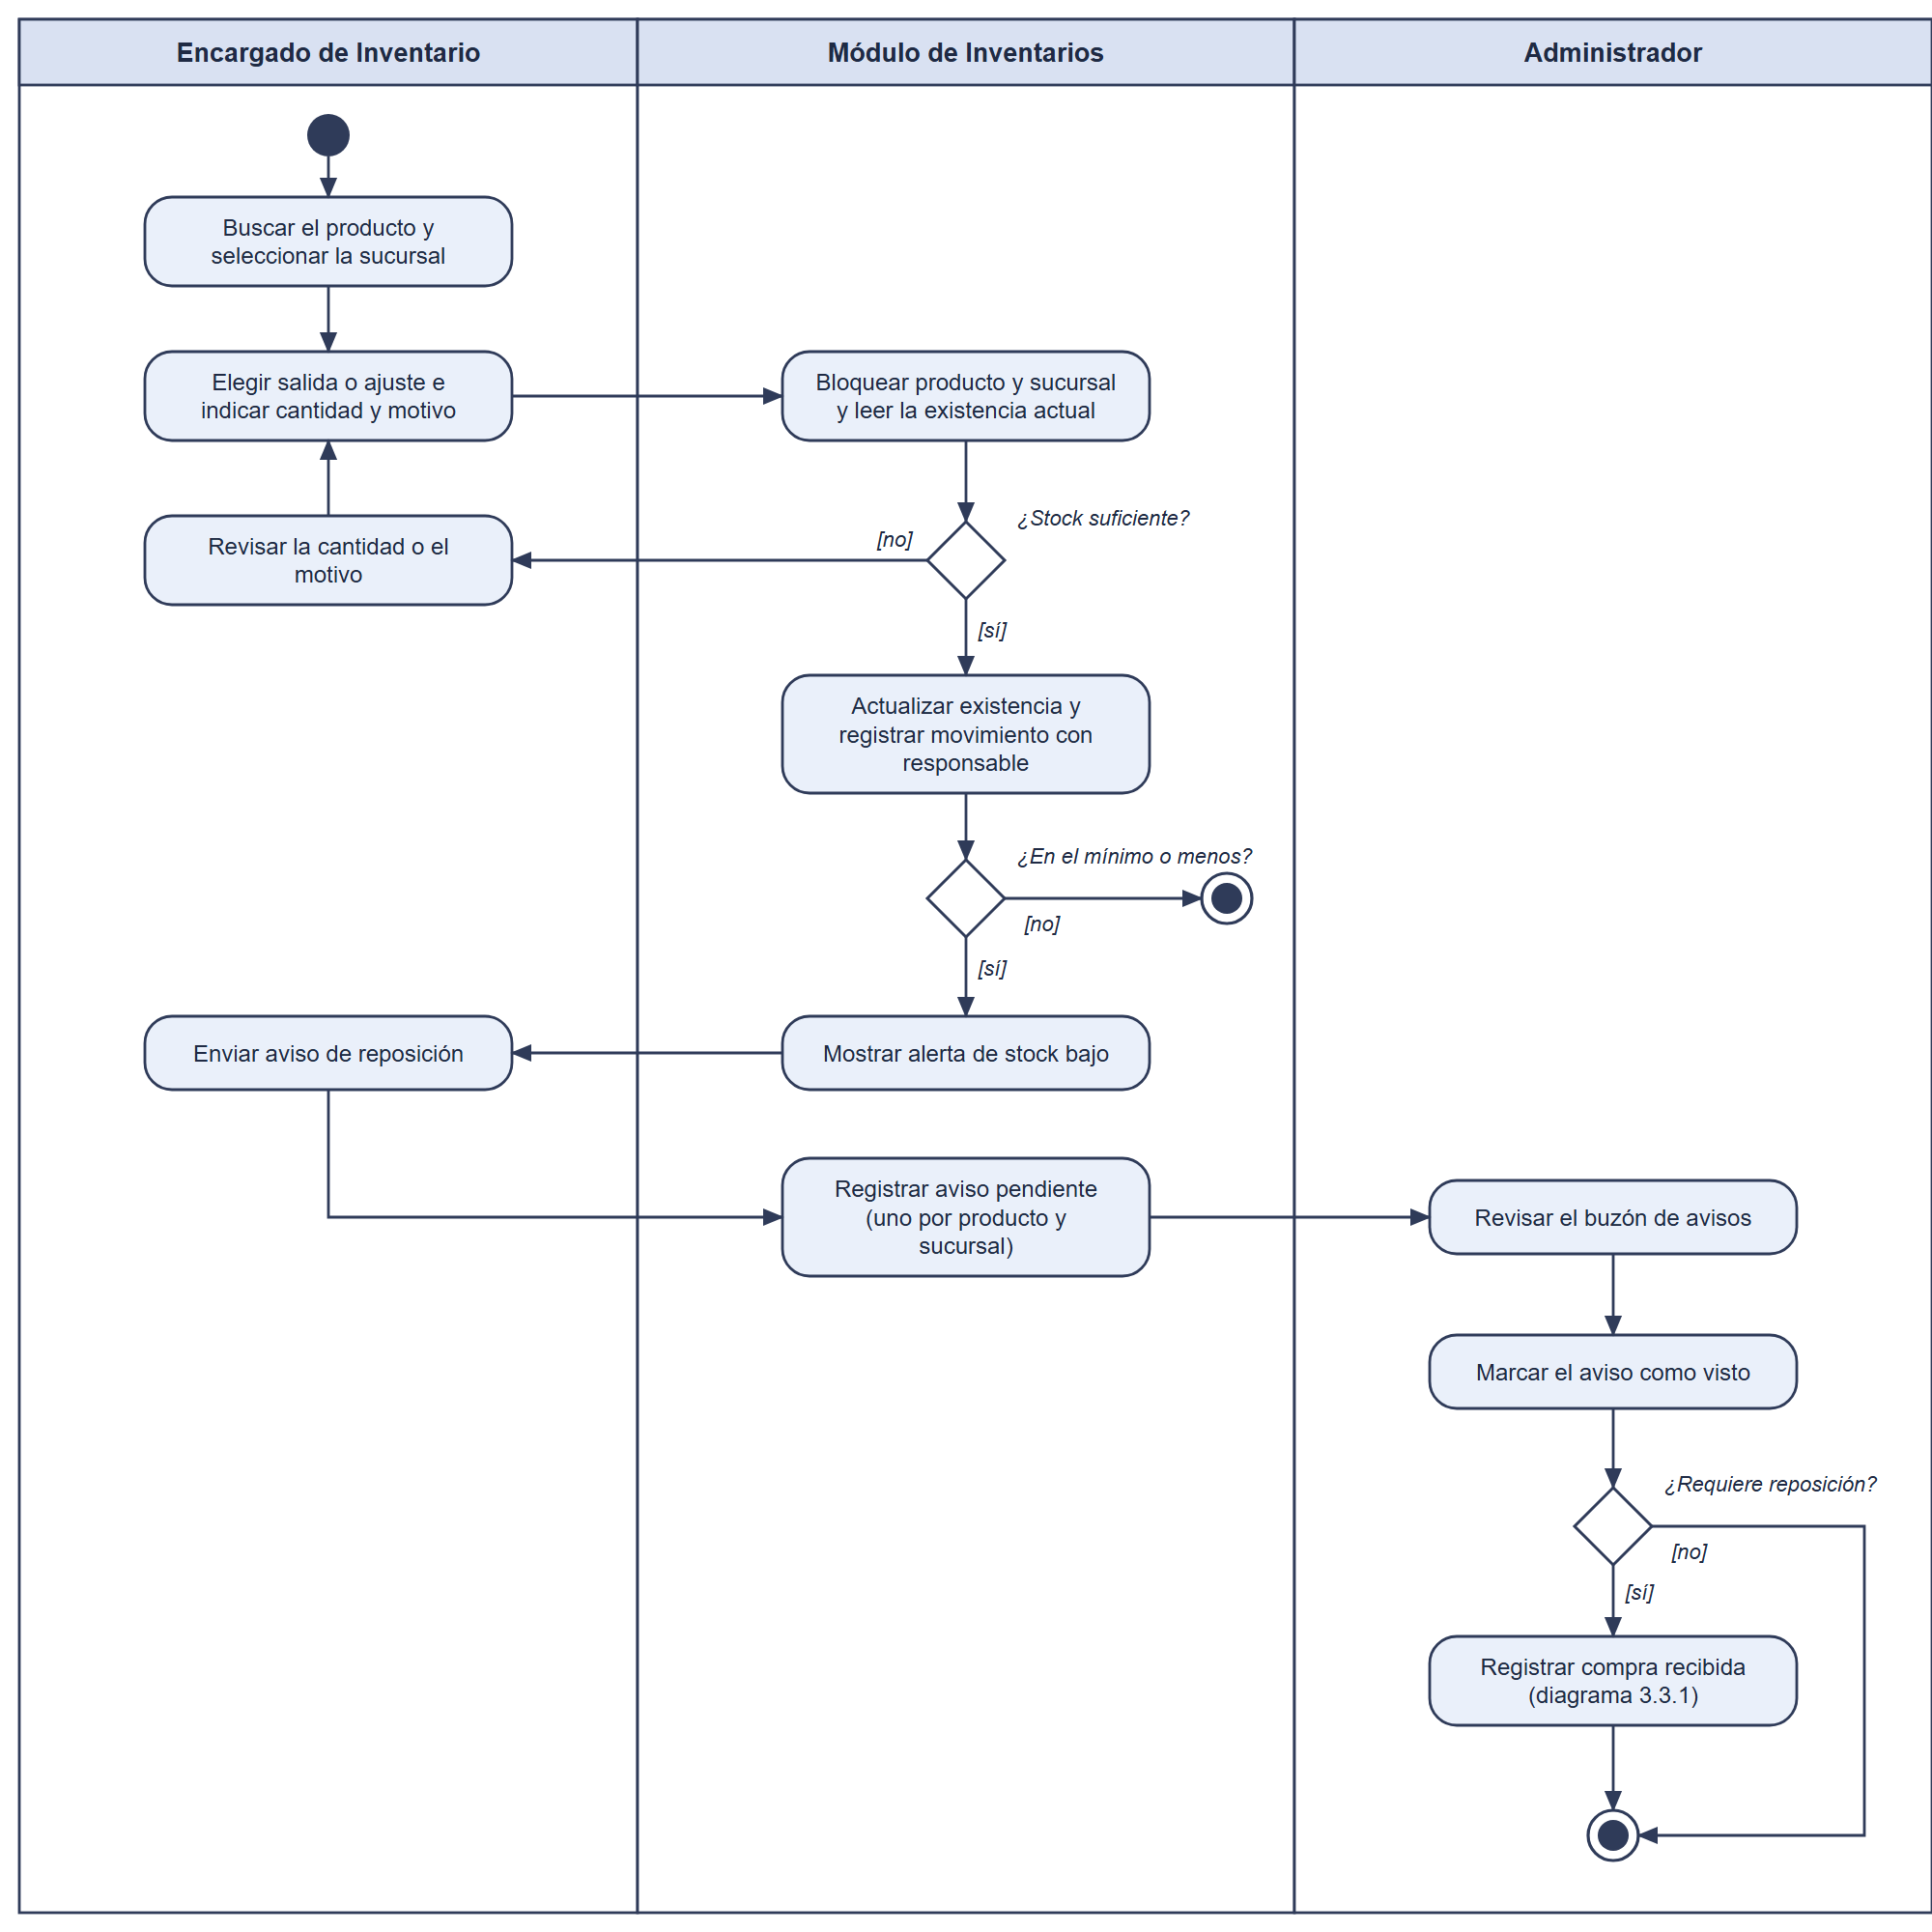 Encargado de Inventario
Módulo de Inventarios
Administrador
Buscar el producto y
seleccionar la sucursal
Elegir salida o ajuste e
indicar cantidad y motivo
Bloquear producto y sucursal
y leer la existencia actual
¿Stock suficiente?
[no]
Revisar la cantidad o el
motivo
[sí]
Actualizar existencia y
registrar movimiento con
responsable
¿En el mínimo o menos?
[no]
[sí]
Enviar aviso de reposición
Mostrar alerta de stock bajo
Registrar aviso pendiente
(uno por producto y
sucursal)
Revisar el buzón de avisos
Marcar el aviso como visto
¿Requiere reposición?
[no]
[sí]
Registrar compra recibida
(diagrama 3.3.1)